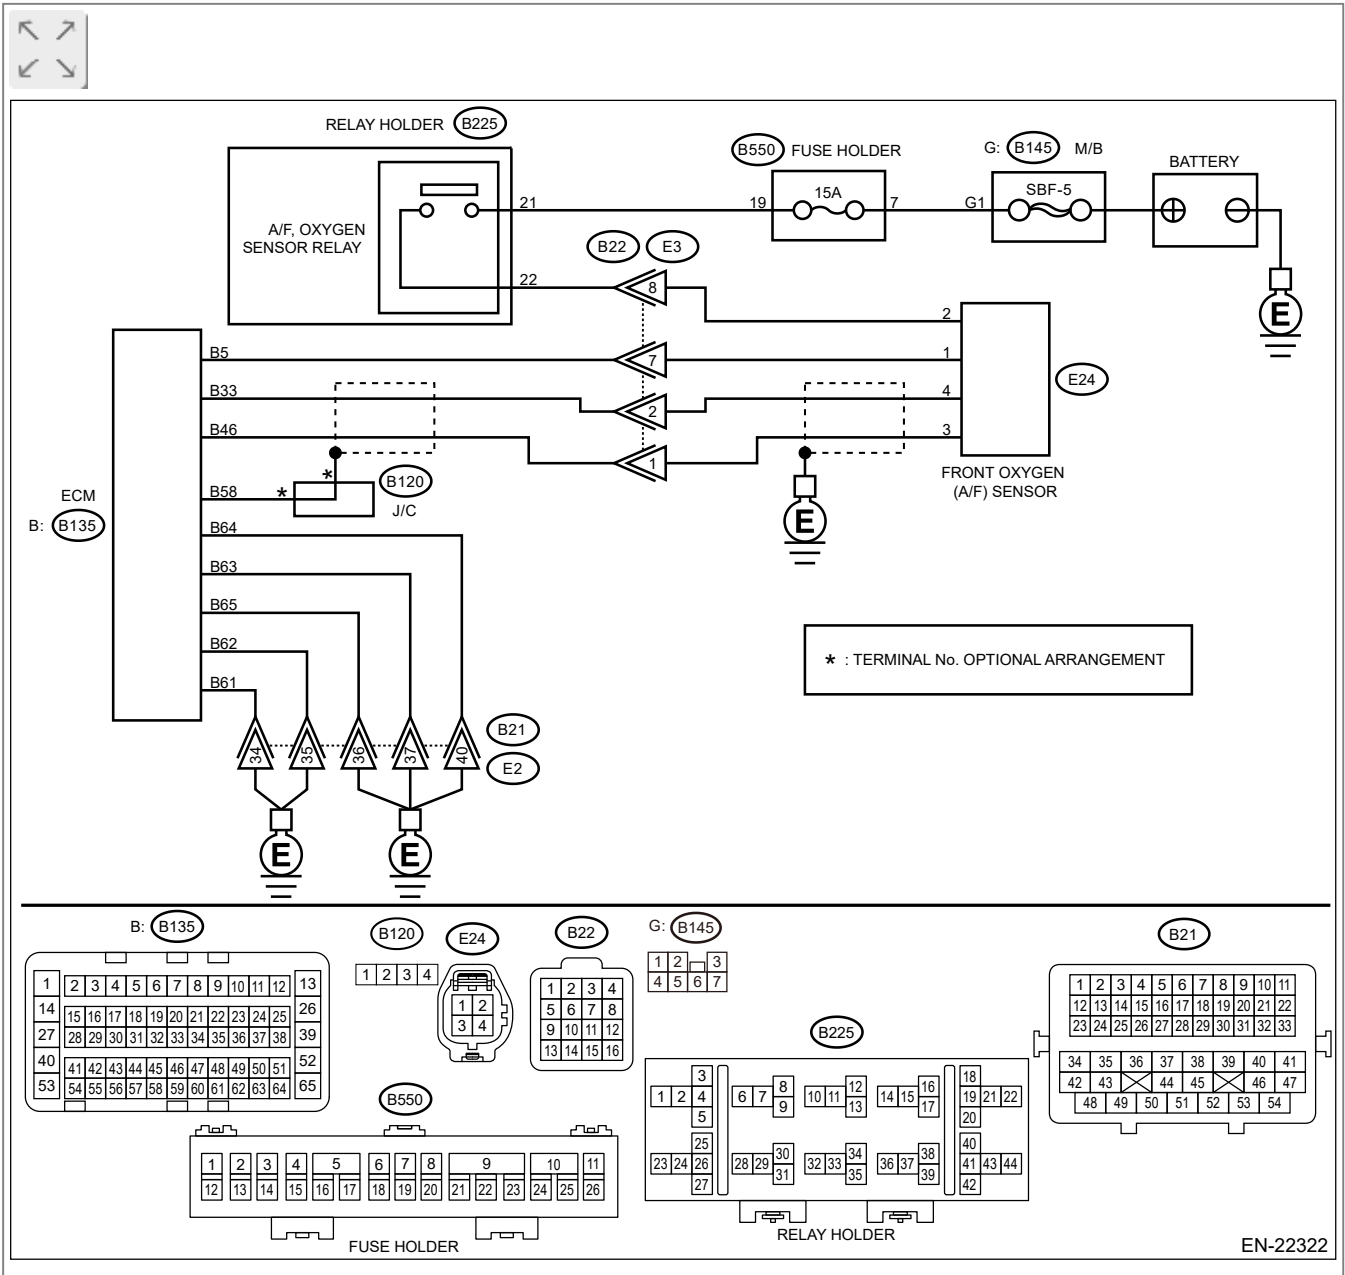 RELAY HOLDER B225
B550 FUSE HOLDER
G: B145 M/B
BATTERY
15A
SBF-5
21
19
7
G1
A/F, OXYGEN
SENSOR RELAY
B22 E3
22
8
2
B5
7
1
B33
2
4
E24
B46
1
3
FRONT OXYGEN
(A/F) SENSOR
*
B120
J/C
ECM
B: B135
B58
*
E
E
B64
B63
B65
B62
B61
* : TERMINAL No. OPTIONAL ARRANGEMENT
34 35 36 37 40
B21
E2
E E
B: B135
1 2 3 4 5 6 7 8 9 10 11 12 13
14 15 16 17 18 19 20 21 22 23 24 25 26
27 28 29 30 31 32 33 34 35 36 37 38 39
40 41 42 43 44 45 46 47 48 49 50 51 52
53 54 55 56 57 58 59 60 61 62 63 64 65
B120
1 2 3 4
E24
1 2
3 4
B22
1 2 3 4
5 6 7 8
9 10 11 12
13 14 15 16
G: B145
1 2 3
4 5 6 7
B21
1 2 3 4 5 6 7 8 9 10 11
12 13 14 15 16 17 18 19 20 21 22
23 24 25 26 27 28 29 30 31 32 33
34 35 36 37 38 39 40 41
42 43 44 45 46 47
48 49 50 51 52 53 54
B550
1 2 3 4 5 6 7 8 9 10 11
12 13 14 15 16 17 18 19 20 21 22 23 24 25 26
FUSE HOLDER
B225
3 8 12 16 18
1 2 4 6 7 9 10 11 13 14 15 17 19 21 22
5 20
25 30 34 38 40
23 24 26 28 29 31 32 33 35 36 37 39 41 43 44
27 42
RELAY HOLDER
EN-22322